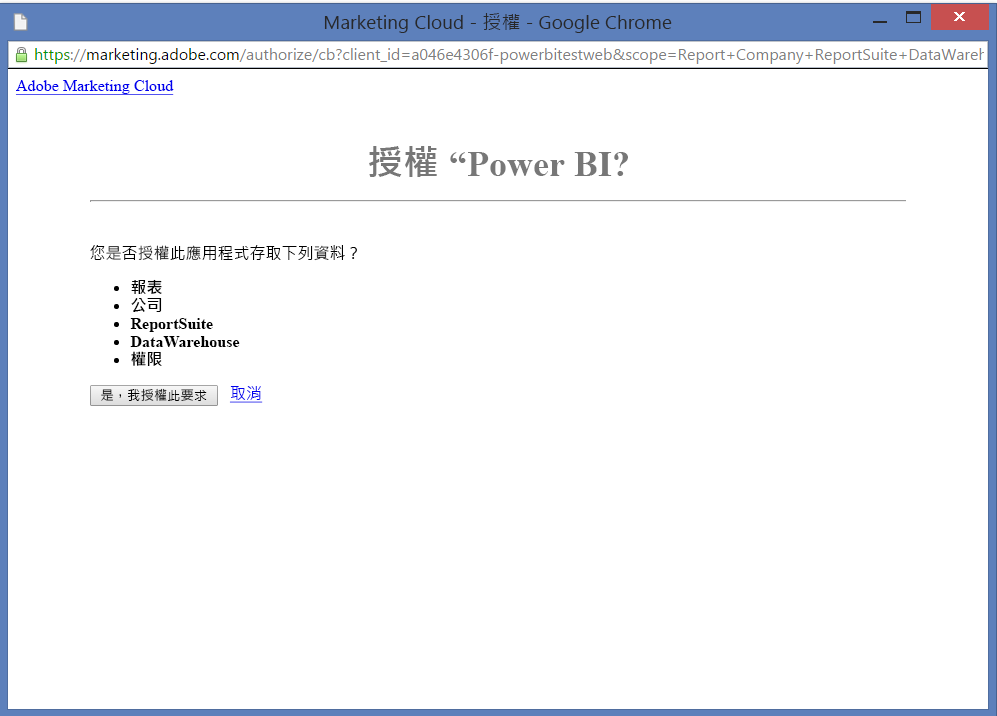 Marketing Cloud - 授權 - Google Chrome
https://marketing.adobe.com/authorize/cb?client_id=a046e4306f-powerbitestweb&scope=Report+Company+ReportSuite+DataWareh
Adobe Marketing Cloud
授權 “Power BI?
您是否授權此應用程式存取下列資料？
• 報表
• 公司
• ReportSuite
• DataWarehouse
• 權限
是，我授權此要求 取消